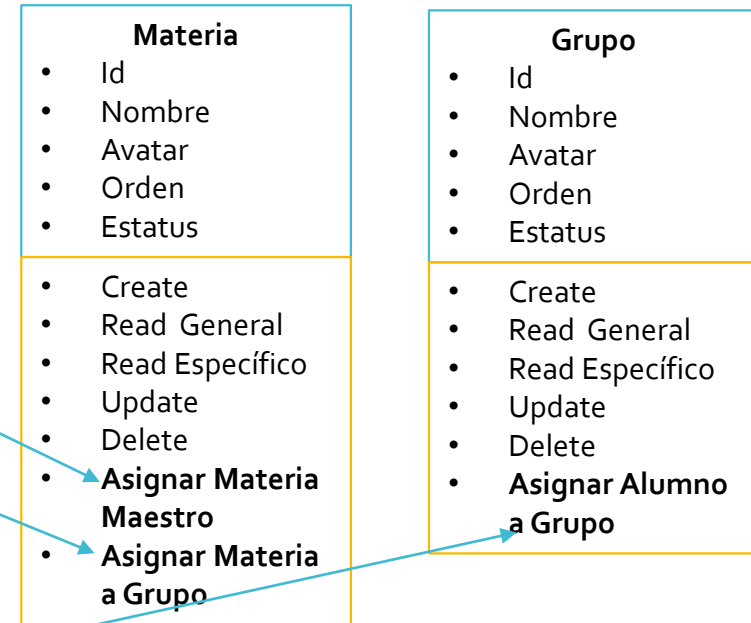 Materia
• Id
• Nombre
• Avatar
• Orden
• Estatus
• Create
• Read General
• Read Específico
• Update
• Delete
• Asignar Materia
Maestro
• Asignar Materia
a Grupo
Grupo
• Id
• Nombre
• Avatar
• Orden
• Estatus
• Create
• Read General
• Read Específico
• Update
• Delete
• Asignar Alumno
a Grupo